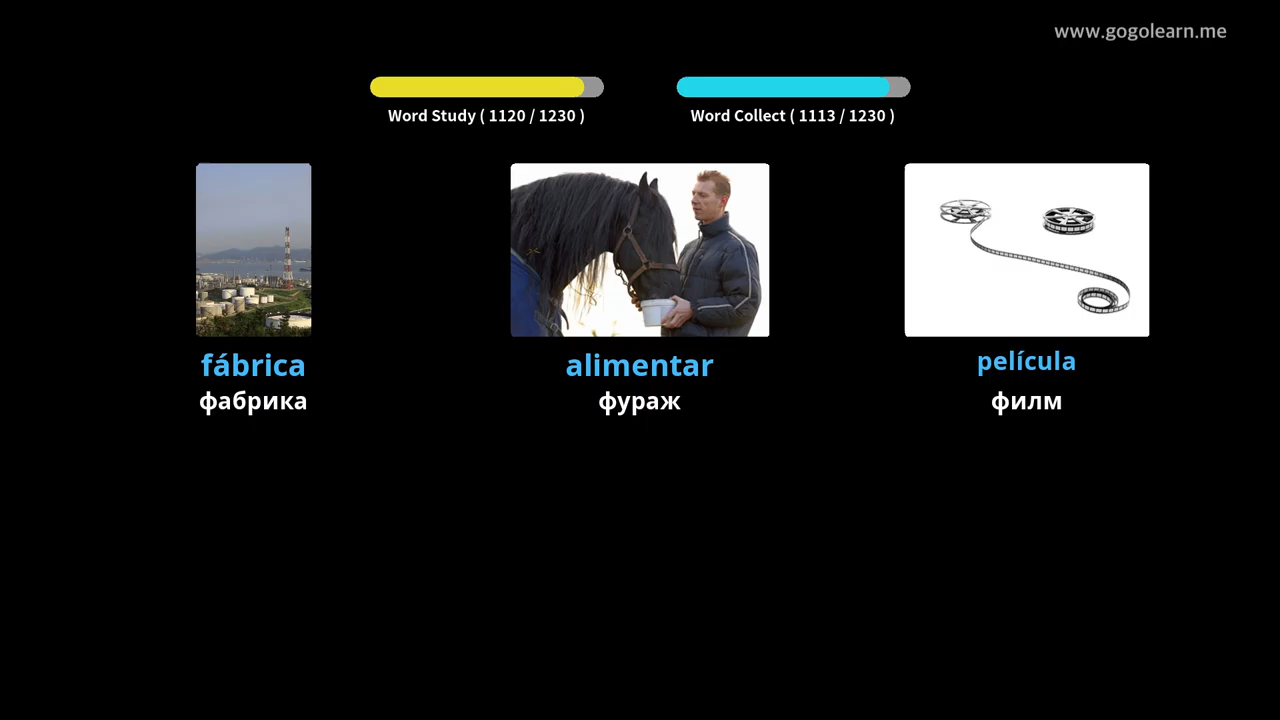 www.gogolearn.me
Word Study ( 1120 / 1230 )
Word Collect ( 1113 / 1230 )
fábrica
фабрика
alimentar
фураж
película
филм